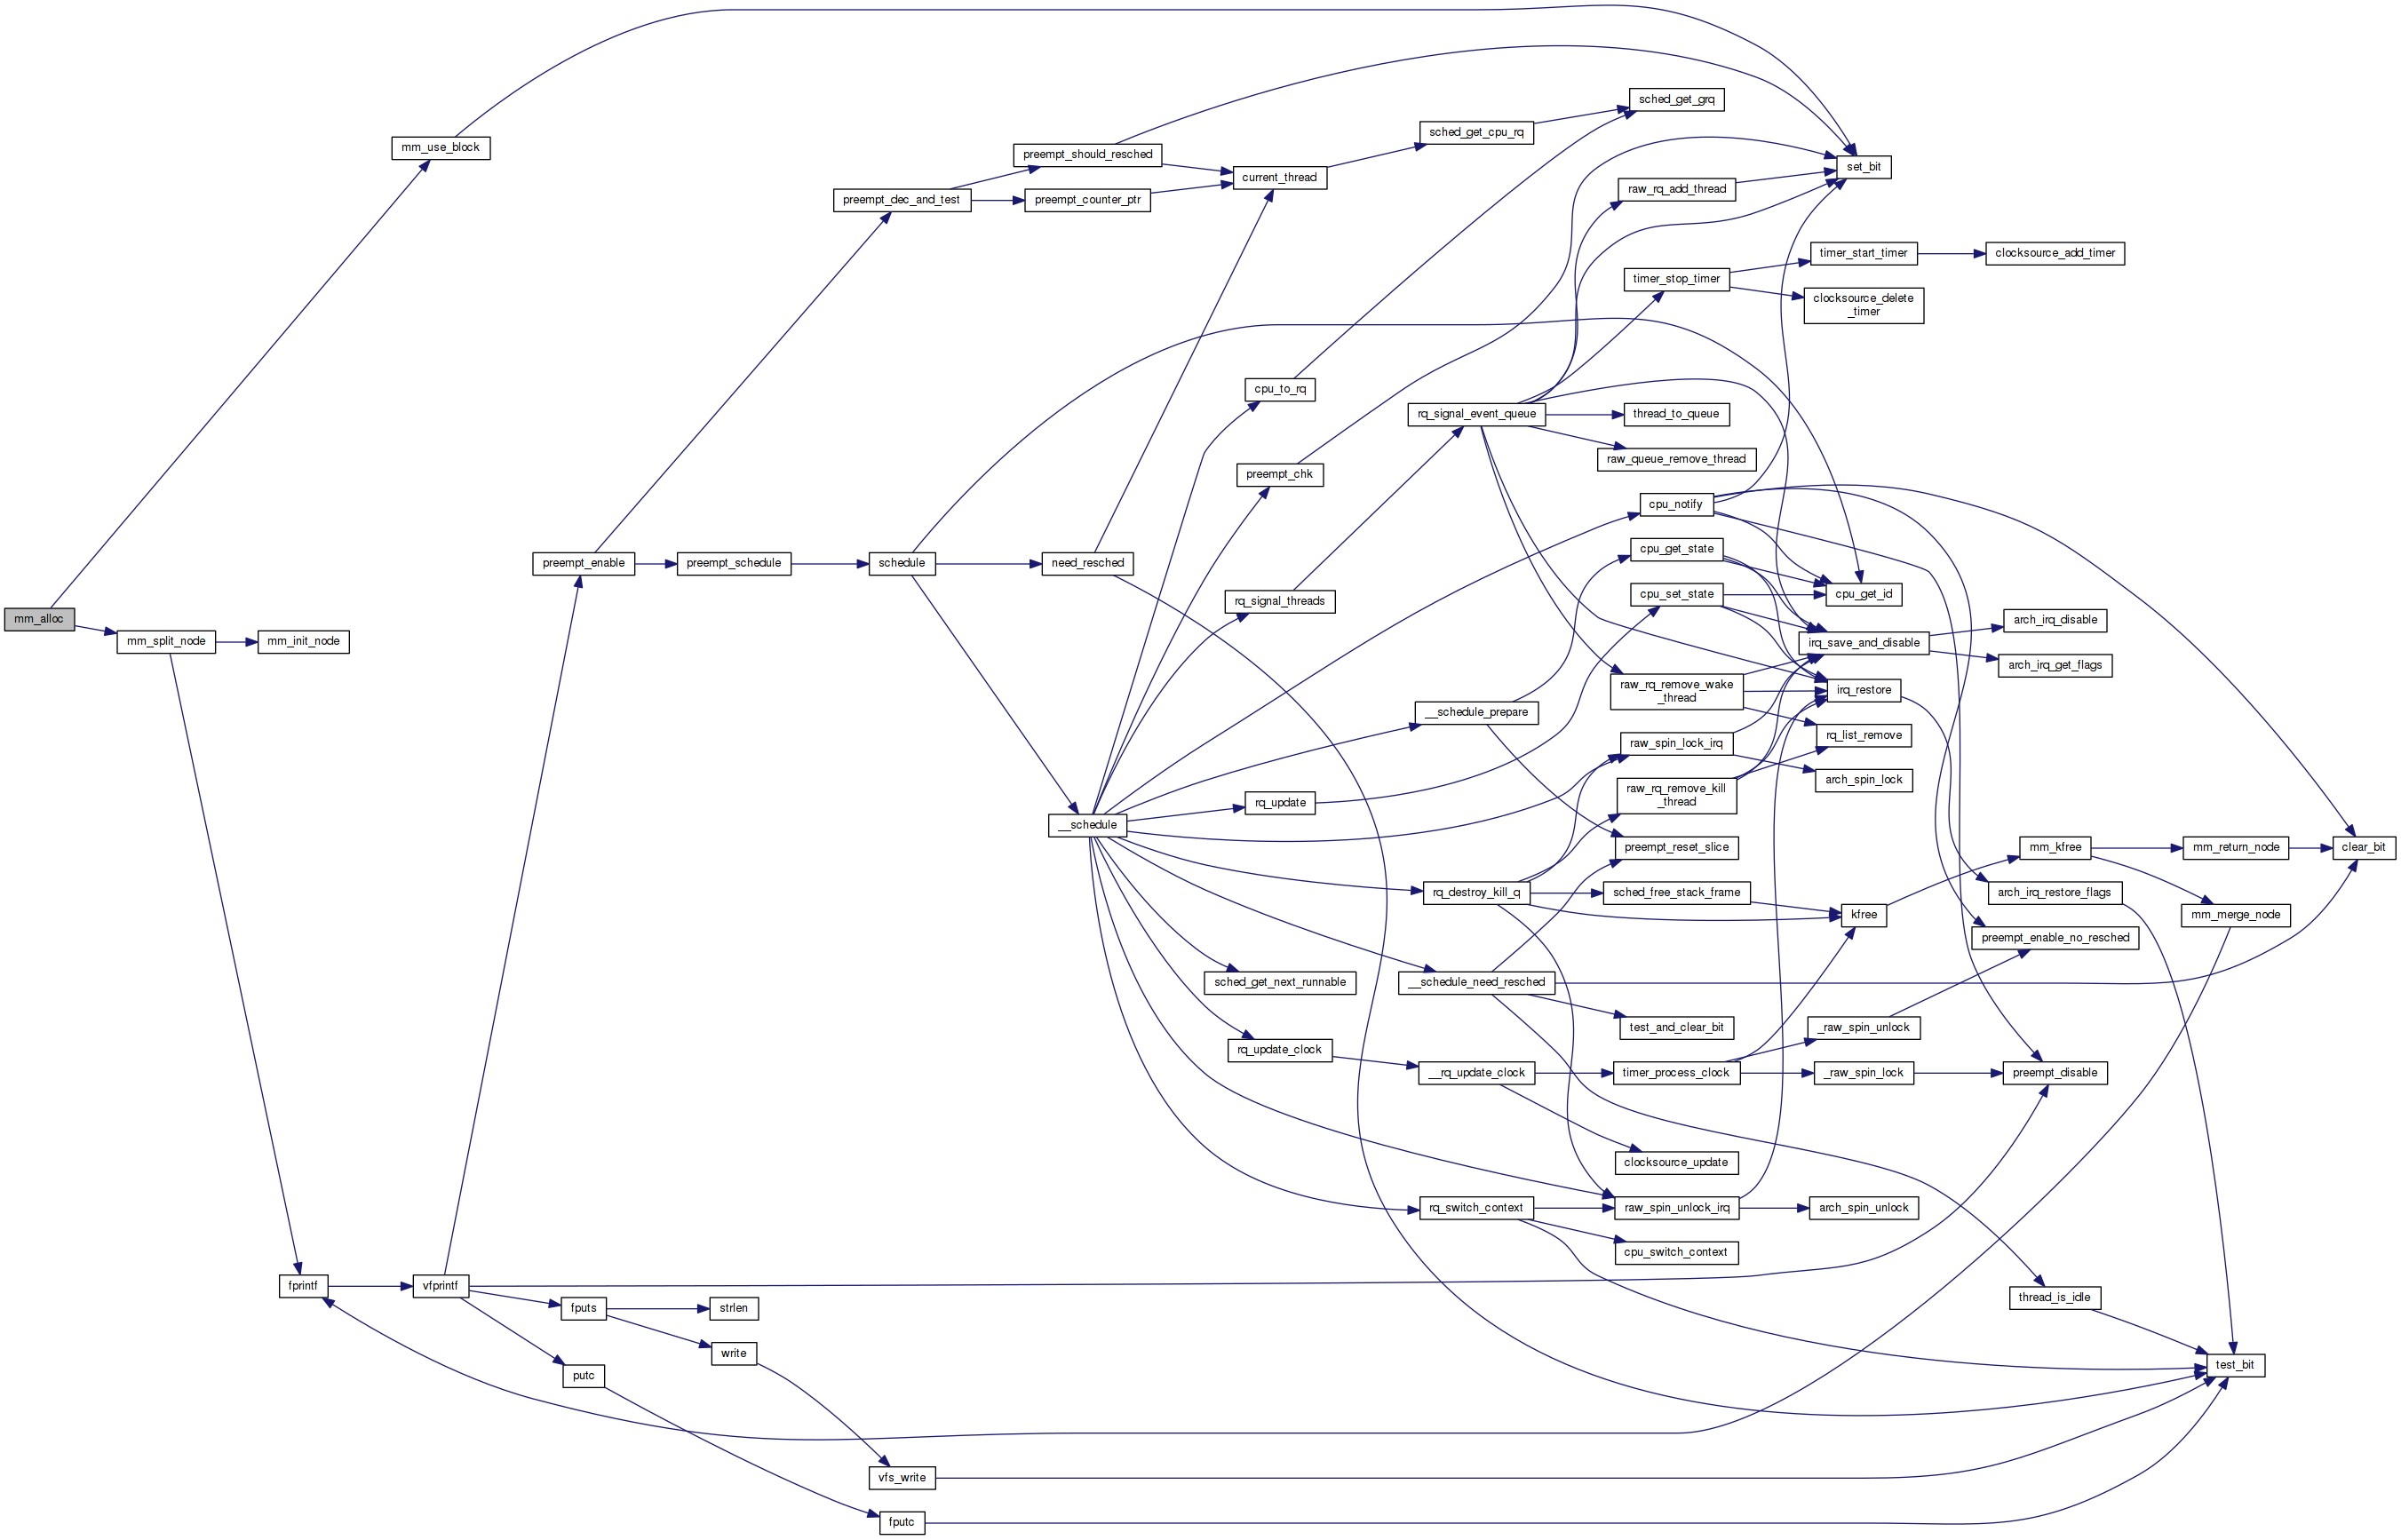 mm_alloc
mm_use_block
mm_split_node
mm_init_node
fprintf
vfprintf
preempt_enable
fputs
putc
strlen
write
preempt_schedule
preempt_dec_and_test
schedule
vfs_write
fputc
preempt_should_resched
preempt_counter_ptr
need_resched
__schedule
current_thread
cpu_to_rq
preempt_chk
rq_signal_threads
rq_update
sched_get_next_runnable
rq_update_clock
sched_get_cpu_rq
rq_signal_event_queue
__schedule_prepare
rq_destroy_kill_q
__schedule_need_resched
__rq_update_clock
rq_switch_context
sched_get_grq
raw_rq_add_thread
timer_stop_timer
thread_to_queue
raw_queue_remove_thread
cpu_notify
cpu_get_state
cpu_set_state
raw_rq_remove_wake
_thread
raw_spin_lock_irq
raw_rq_remove_kill
_thread
preempt_reset_slice
sched_free_stack_frame
test_and_clear_bit
timer_process_clock
clocksource_update
raw_spin_unlock_irq
cpu_switch_context
set_bit
timer_start_timer
clocksource_delete
_timer
cpu_get_id
irq_save_and_disable
irq_restore
rq_list_remove
arch_spin_lock
kfree
_raw_spin_unlock
_raw_spin_lock
arch_spin_unlock
clocksource_add_timer
arch_irq_disable
arch_irq_get_flags
mm_kfree
arch_irq_restore_flags
preempt_enable_no_resched
preempt_disable
thread_is_idle
mm_return_node
mm_merge_node
test_bit
clear_bit